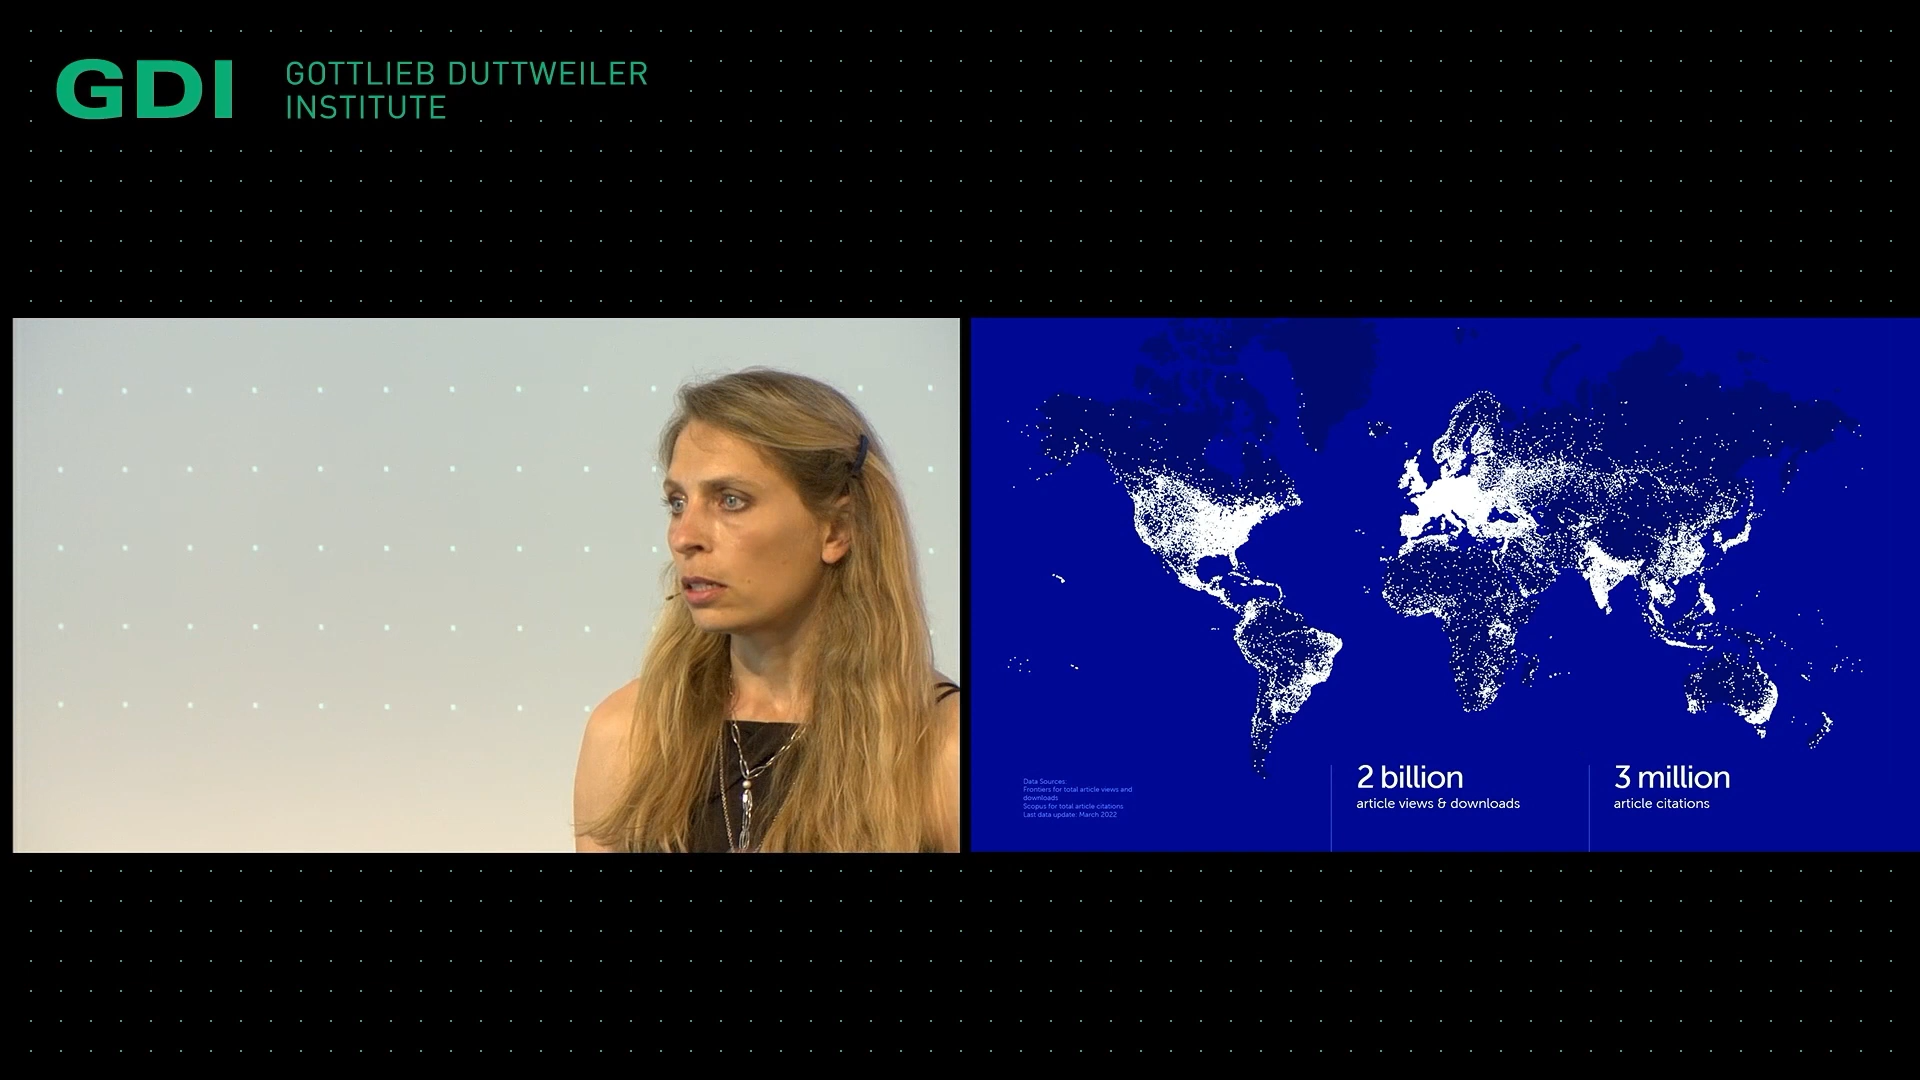 GDI
GOTTLIEB DUTTWEILER
INSTITUTE
2 billion
article views & downloads
3 million
article citations
Data Sources:
Frontiers for total article views and
downloads
Scopus for total article citations
Last data update: March 2022